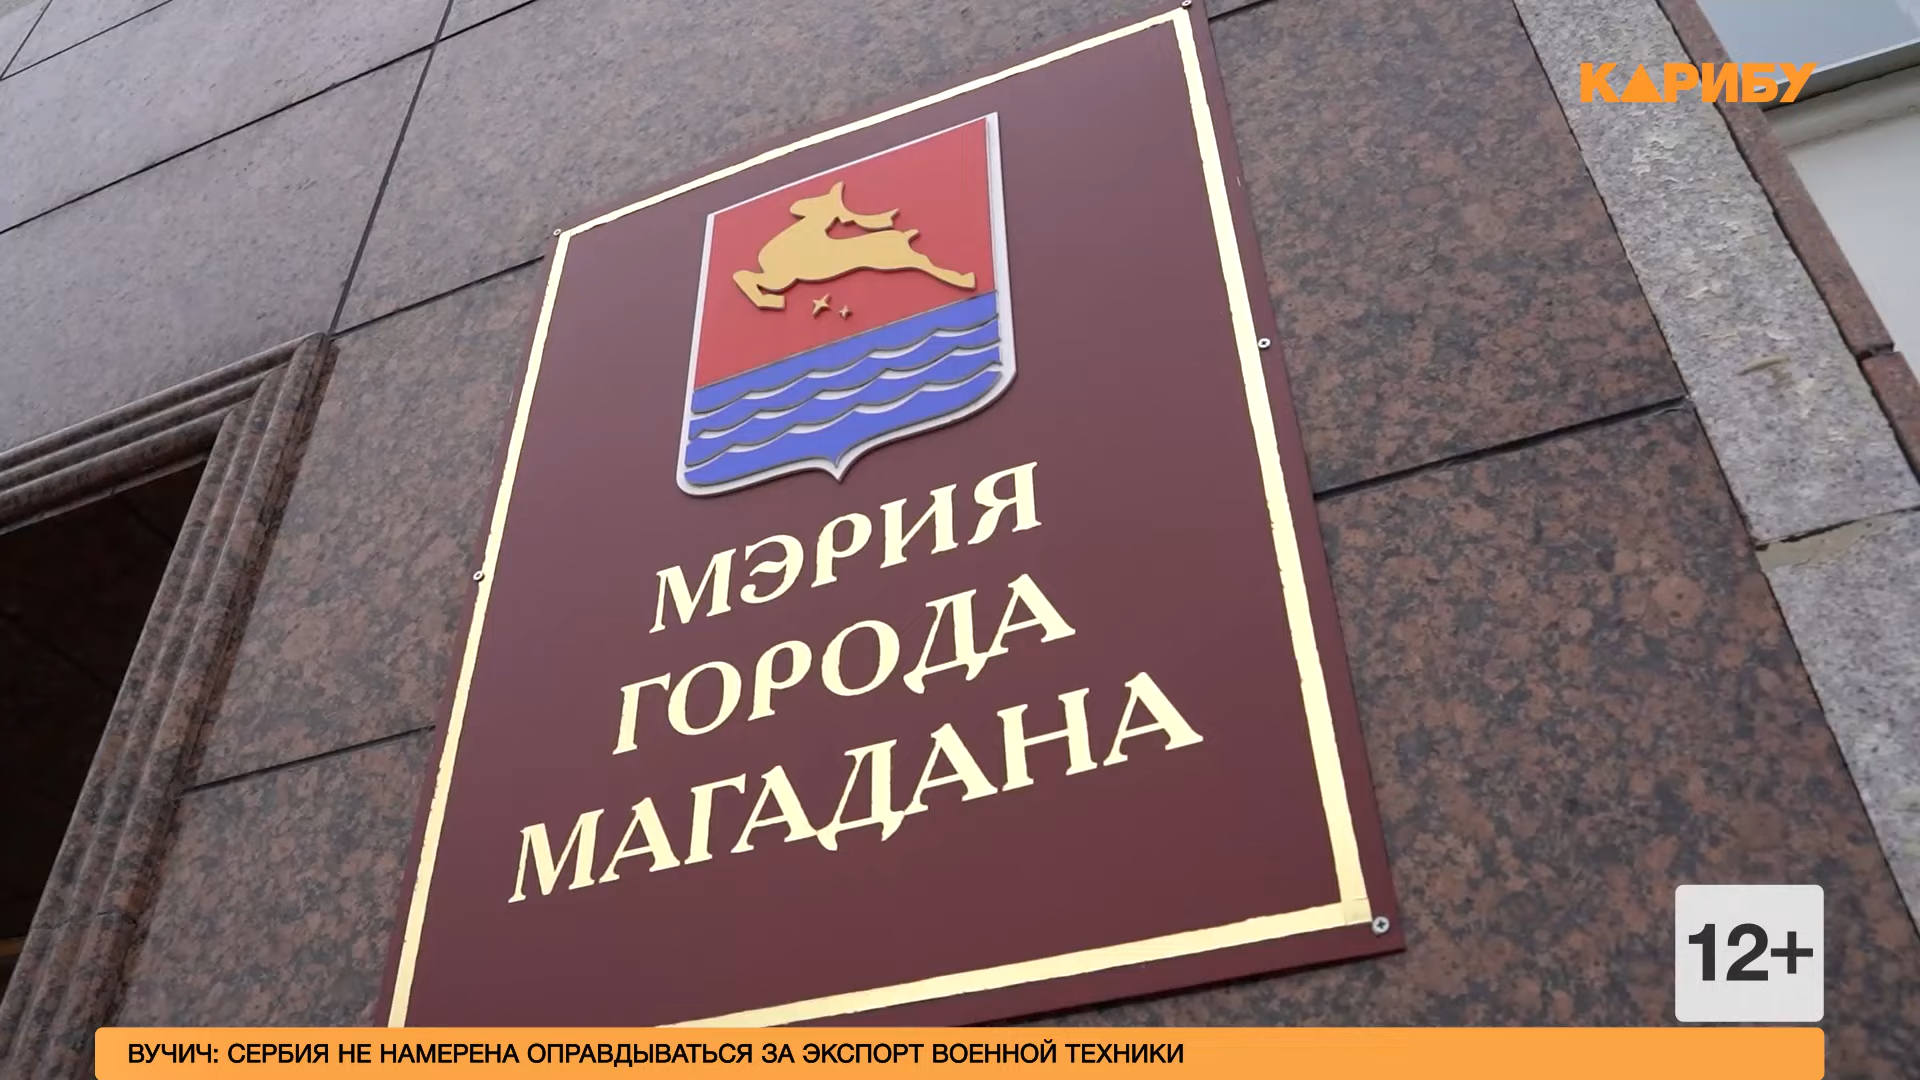 КАРИБУ
МЭРИЯ
ГОРОДА
МАГАДАНА
12+
ВУЧИЧ: СЕРБИЯ НЕ НАМЕРЕНА ОПРАВДЫВАТЬСЯ ЗА ЭКСПОРТ ВОЕННОЙ ТЕХНИКИ